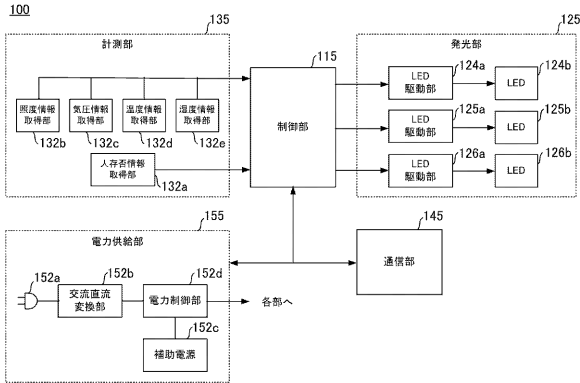 100
135
計測部
照度情報
取得部
132b
気圧情報
取得部
132c
温度情報
取得部
132d
湿度情報
取得部
132e
人存否情報
取得部
132a
115
制御部
125
発光部
LED
駆動部
124a
LED
124b
LED
駆動部
125a
LED
125b
LED
駆動部
126a
LED
126b
155
電力供給部
152a
交流直流
変換部
152b
電力制御部
152d
各部へ
補助電源
152c
145
通信部